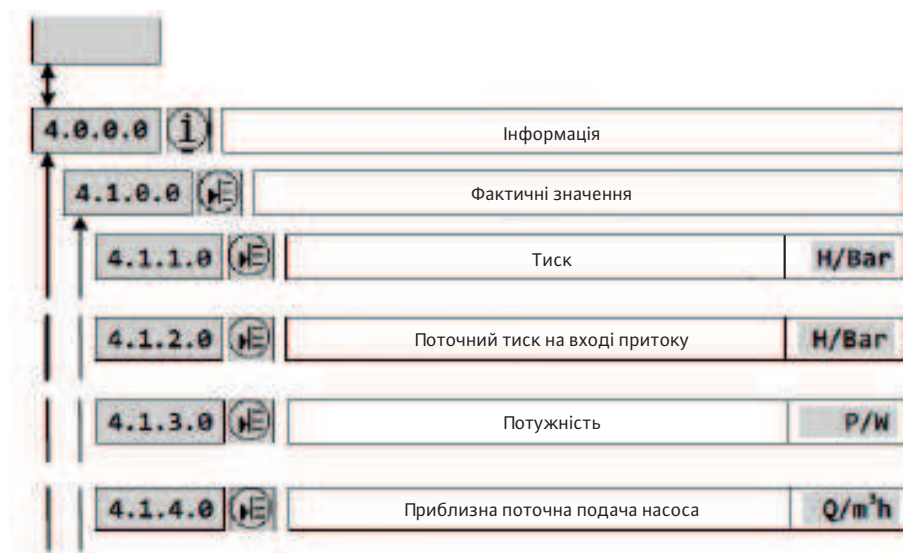 4.0.0.0 i Інформація
4.1.0.0 Фактичні значення
4.1.1.0 Тиск H/Bar
4.1.2.0 Поточний тиск на вході притоку H/Bar
4.1.3.0 Потужність P/W
4.1.4.0 Приблизна поточна подача насоса Q/m³h